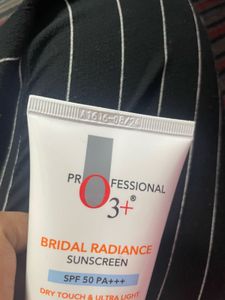 PROFESSIONAL
O3+®
BRIDAL RADIANCE
SUNSCREEN
SPF 50 PA+++
DRY TOUCH & ULTRA LIGHT